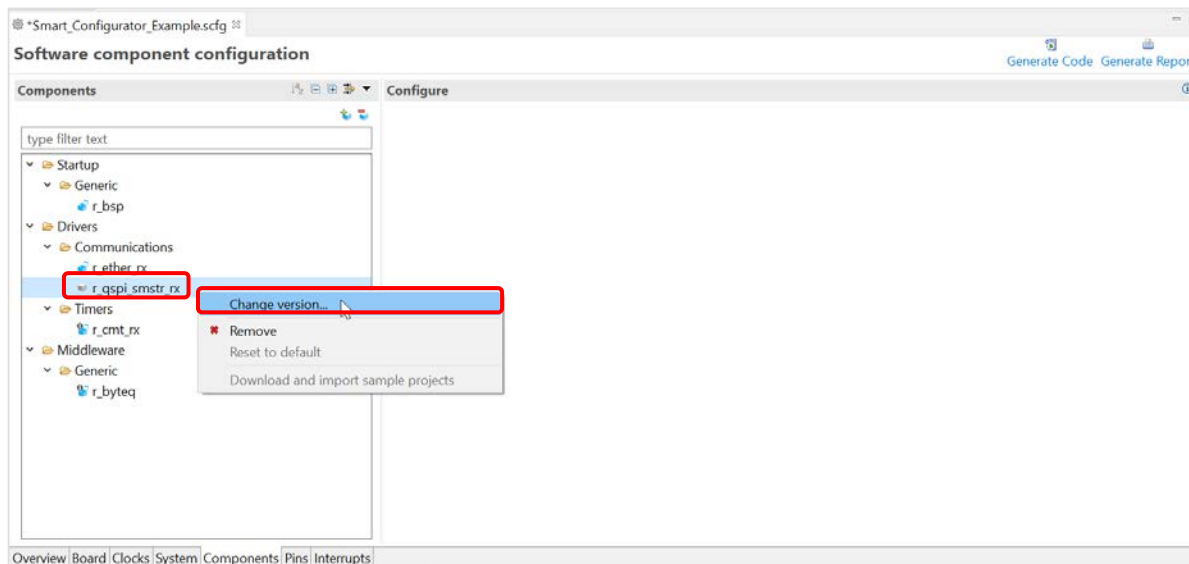 *Smart_Configurator_Example.scfg
Software component configuration
Generate Code Generate Repor
Components
Configure
type filter text
Startup
Generic
r_bsp
Drivers
Communications
r_ether_rx
r_qspi_smstr_rx
Change version...
Timers
r_cmt_rx
Remove
Middleware
Reset to default
Generic
Download and import sample projects
r_byteq
Overview Board Clocks System Components Pins Interrupts